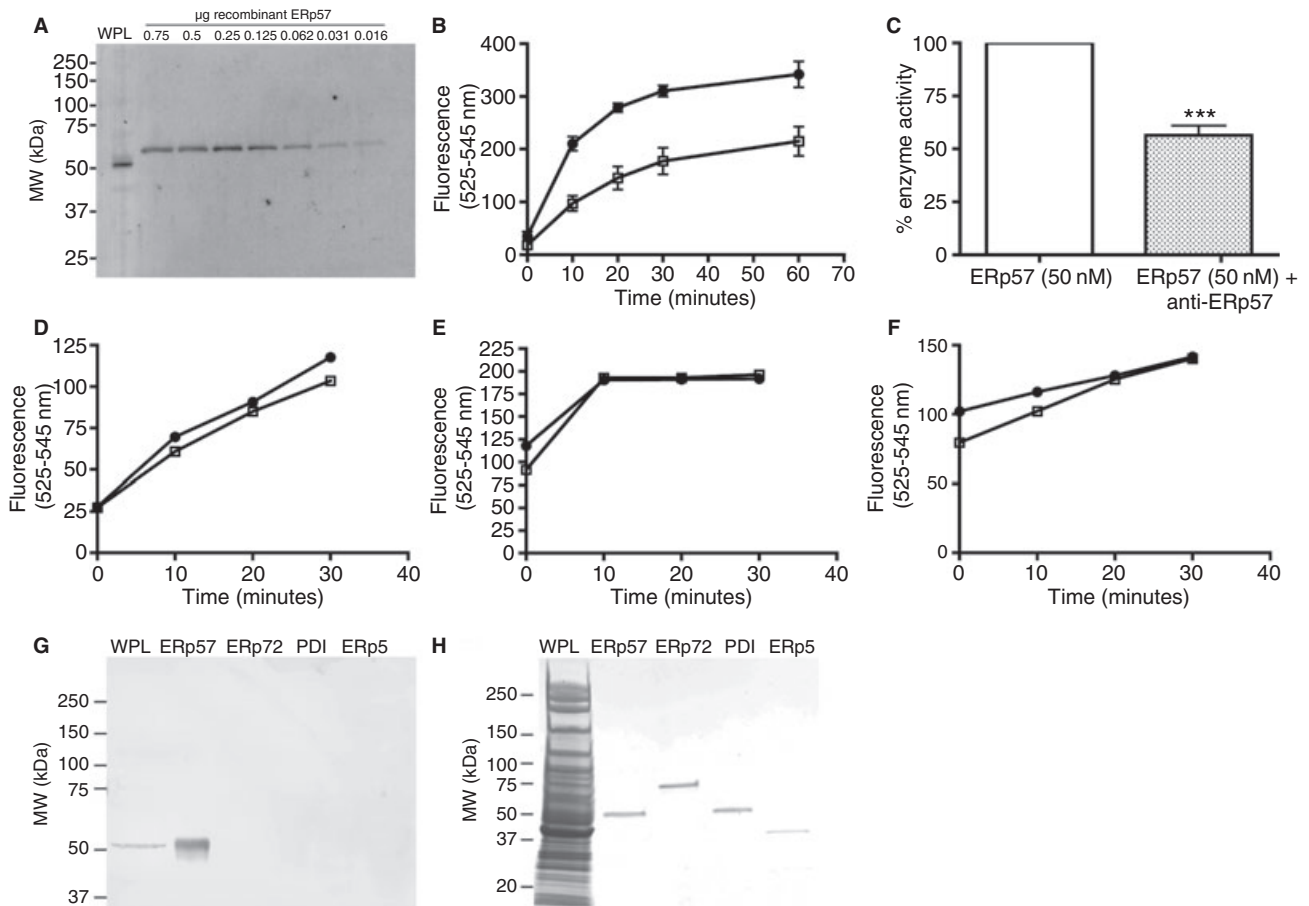 A
µg recombinant ERp57
WPL 0.75 0.5 0.25 0.125 0.062 0.031 0.016
MW (kDa)
250
150
100
75
50
37
25
B
Fluorescence
(525-545 nm)
400
300
200
100
0
0 10 20 30 40 50 60 70
Time (minutes)
C
% enzyme activity
100
75
50
25
0
***
ERp57 (50 nM)
ERp57 (50 nM) +
anti-ERp57
D
Fluorescence
(525-545 nm)
125
100
75
50
25
0
0 10 20 30 40
Time (minutes)
E
Fluorescence
(525-545 nm)
225
200
175
150
125
100
75
50
25
0
0 10 20 30 40
Time (minutes)
F
Fluorescence
(525-545 nm)
150
100
50
0
0 10 20 30 40
Time (minutes)
G
WPL ERp57 ERp72 PDI ERp5
MW (kDa)
250
150
100
75
50
37
H
WPL ERp57 ERp72 PDI ERp5
MW (kDa)
250
150
100
75
50
37
20